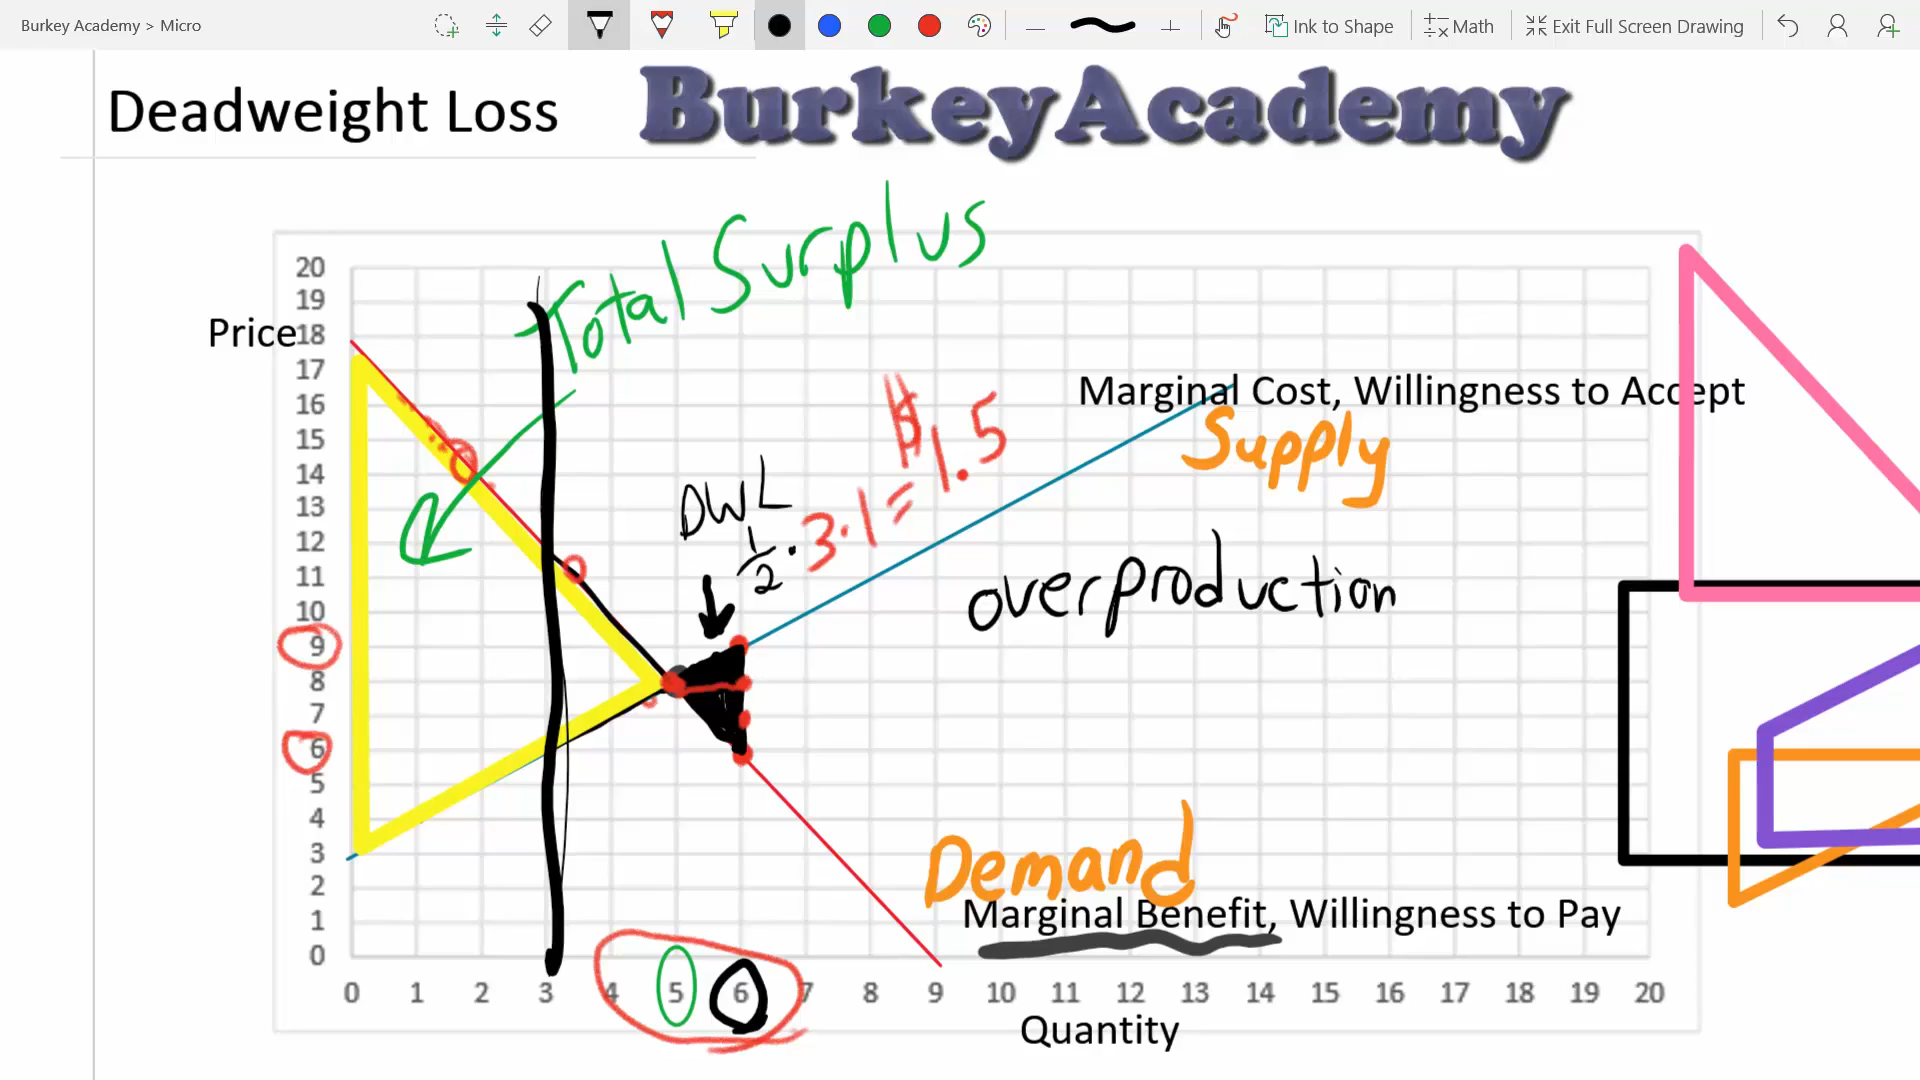 Burkey Academy > Micro
Ink to Shape
Math
Exit Full Screen Drawing
Deadweight Loss
BurkeyAcademy
Total Surplus
Price
20
19
18
17
16
15
14
13
12
11
10
9
8
7
6
5
4
3
2
1
0
Marginal Cost, Willingness to Accept
Supply
$1.5
DWL
1/2 · 3·1 =
overproduction
Demand
Marginal Benefit, Willingness to Pay
0 1 2 3 4 5 6 7 8 9 10 11 12 13 14 15 16 17 18 19 20
Quantity